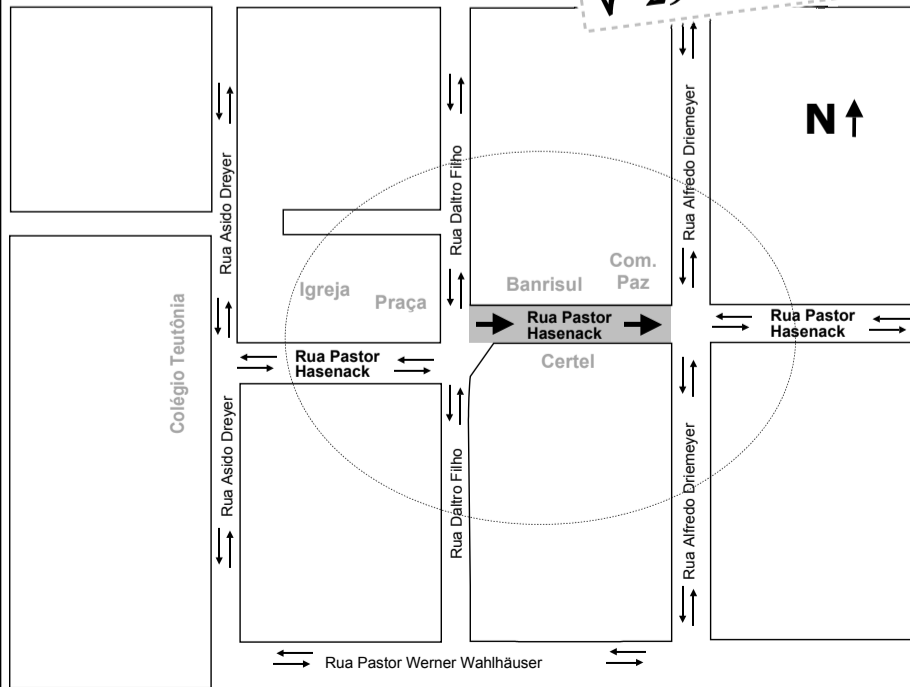 N
Rua Asido Dreyer
Rua Daltro Filho
Rua Alfredo Driemeyer
Igreja
Praça
Banrisul
Com.
Paz
Rua Pastor
Hasenack
Rua Pastor
Hasenack
Rua Pastor
Hasenack
Certel
Colégio Teutônia
Rua Asido Dreyer
Rua Daltro Filho
Rua Alfredo Driemeyer
Rua Pastor Werner Wahlhäuser